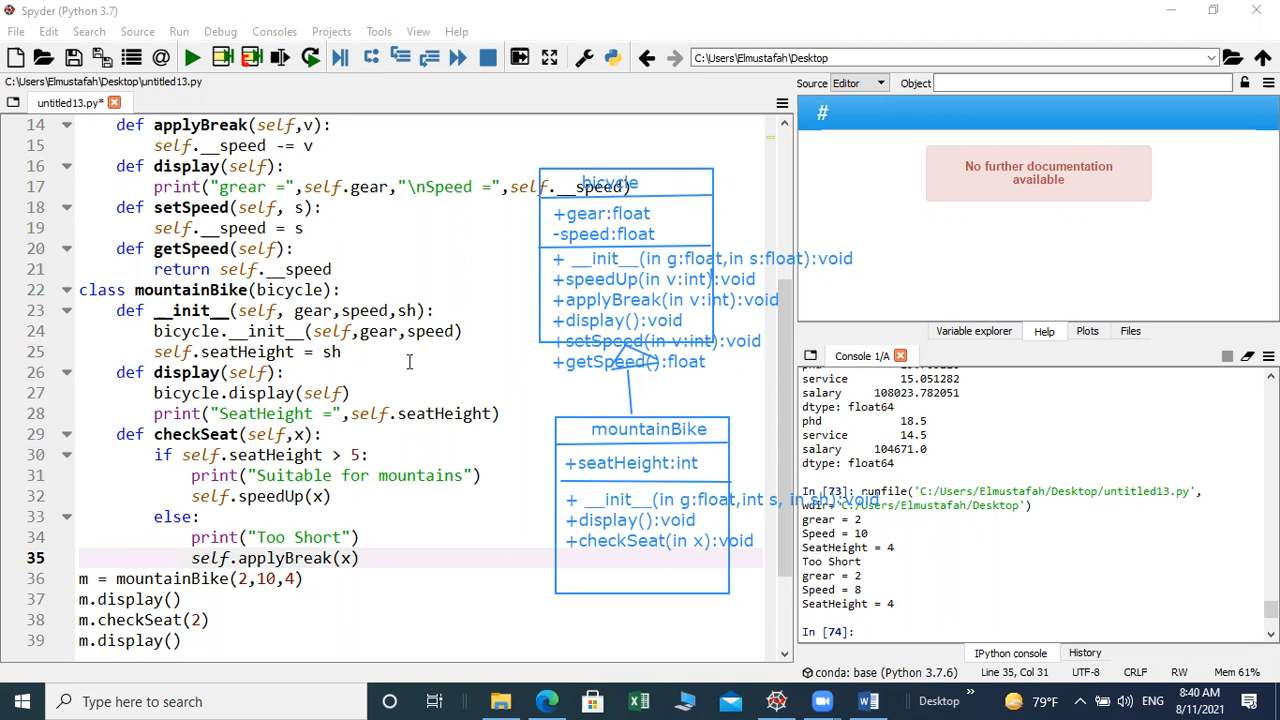 Spyder (Python 3.7)
File Edit Search Source Run Debug Consoles Projects Tools View Help
C:\Users\Elmustafah\Desktop
C:\Users\Elmustafah\Desktop\untitled13.py
Source Editor Object
untitled13.py*
14 def applyBreak(self,v):
15 self.__speed -= v
16 def display(self):
17 print("grear =",self.gear,"\nSpeed =",self.__speed)
18 def setSpeed(self, s):
19 self.__speed = s
20 def getSpeed(self):
21 return self.__speed
22 class mountainBike(bicycle):
23 def __init__(self, gear,speed,sh):
24 bicycle.__init__(self,gear,speed)
25 self.seatHeight = sh
26 def display(self):
27 bicycle.display(self)
28 print("SeatHeight =",self.seatHeight)
29 def checkSeat(self,x):
30 if self.seatHeight > 5:
31 print("Suitable for mountains")
32 self.speedUp(x)
33 else:
34 print("Too Short")
35 self.applyBreak(x)
36 m = mountainBike(2,10,4)
37 m.display()
38 m.checkSeat(2)
39 m.display()
bicycle
+gear:float
-speed:float
+ __init__(in g:float,in s:float):void
+speedUp(in v:int):void
+applyBreak(in v:int):void
+display():void
+setSpeed(in v:int):void
+getSpeed():float
mountainBike
+seatHeight:int
+ __init__(in g:float,int s, in sh):void
+display():void
+checkSeat(in x):void
#
No further documentation
available
Variable explorer Help Plots Files
Console 1/A
service 15.051282
salary 108023.782051
dtype: float64
phd 18.5
service 14.5
salary 104671.0
dtype: float64
In [73]: runfile('C:/Users/Elmustafah/Desktop/untitled13.py',
wdir='C:/Users/Elmustafah/Desktop')
grear = 2
Speed = 10
SeatHeight = 4
Too Short
grear = 2
Speed = 8
SeatHeight = 4
In [74]:
IPython console History
conda: base (Python 3.7.6) Line 35, Col 31 UTF-8 CRLF RW Mem 61%
Type here to search
Desktop
79°F
ENG
8:40 AM
8/11/2021